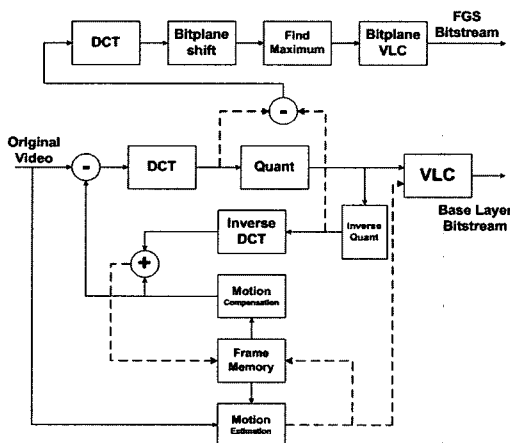 FGS
Bitstream
DCT
Bitplane
shift
Find
Maximum
Bitplane
VLC
-
Original
Video
-
DCT
Quant
VLC
Base Layer
Bitstream
Inverse
DCT
Inverse
Quant
+
Motion
Compensation
Frame
Memory
Motion
Estimation